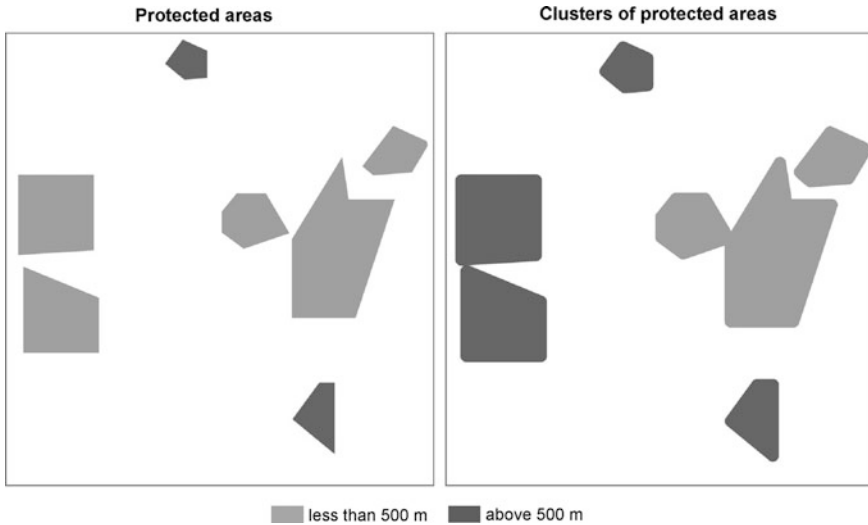 Protected areas
Clusters of protected areas
less than 500 m
above 500 m